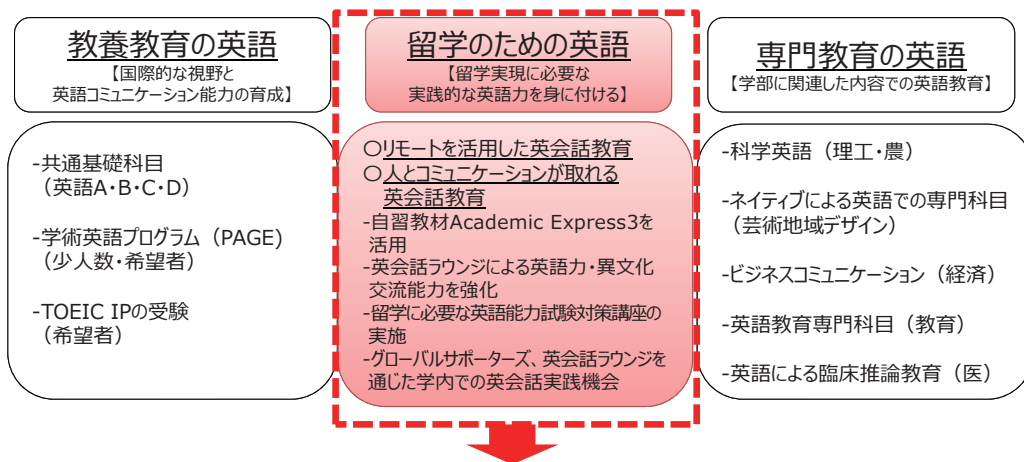 教養教育の英語
【国際的な視野と
英語コミュニケーション能力の育成】
-共通基礎科目
(英語A・B・C・D)
-学術英語プログラム(PAGE)
(少人数・希望者)
-TOEIC IPの受験
(希望者)
留学のための英語
【留学実現に必要な
実践的な英語力を身に付ける】
○リモートを活用した英会話教育
○人とコミュニケーションが取れる
英会話教育
-自習教材Academic Express3を
活用
-英会話ラウンジによる英語力・異文化
交流能力を強化
-留学に必要な英語能力試験対策講座の
実施
-グローバルサポーターズ、英会話ラウンジを
通じた学内での英会話実践機会
専門教育の英語
【学部に関連した内容での英語教育】
-科学英語(理工・農)
-ネイティブによる英語での専門科目
(芸術地域デザイン)
-ビジネスコミュニケーション(経済)
-英語教育専門科目(教育)
-英語による臨床推論教育(医)